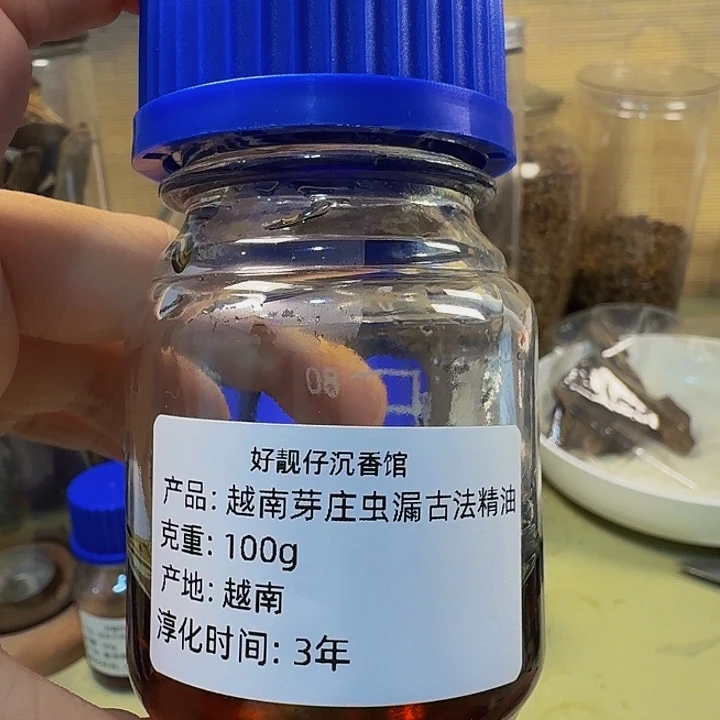 08
好靓仔沉香馆
产品: 越南芽庄虫漏古法精油
克重: 100g
产地: 越南
淳化时间: 3年